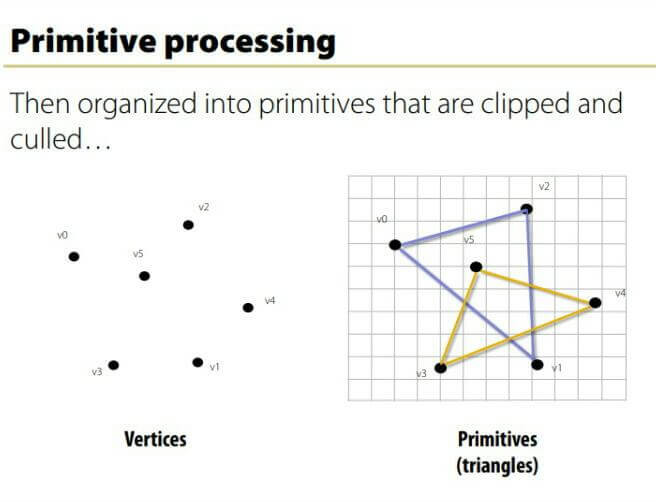 Primitive processing
Then organized into primitives that are clipped and
culled…
v2
v0
v5
v4
v3
v1
Vertices
v2
v0
v5
v4
v3
v1
Primitives
(triangles)